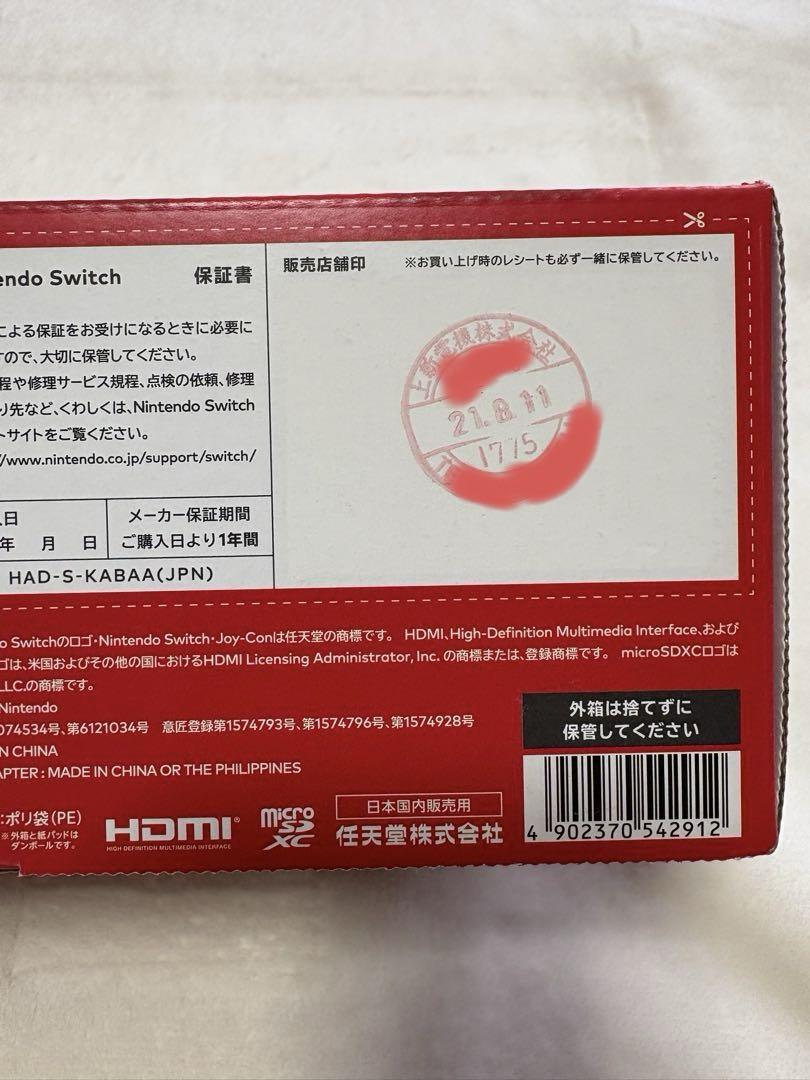 endo Switch 保証書
による保証をお受けになるときに必要に
すので、大切に保管してください。
程や修理サービス規程、点検の依頼、修理
り先など、くわしくは、Nintendo Switch
トサイトをご覧ください。
/www.nintendo.co.jp/support/switch/
入日
年 月 日
メーカー保証期間
ご購入日より1年間
HAD-S-KABAA(JPN)
販売店舗印 ※お買い上げ時のレシートも必ず一緒に保管してください。
上新電機株式会社
21.8.11
1775
o Switchのロゴ・Nintendo Switch・Joy-Conは任天堂の商標です。 HDMI、High-Definition Multimedia Interface、および
ゴは、米国およびその他の国におけるHDMI Licensing Administrator, Inc. の商標または、登録商標です。 microSDXCロゴは
LLC.の商標です。
Nintendo
074534号、第6121034号 意匠登録第1574793号、第1574796号、第1574928号
IN CHINA
APTER : MADE IN CHINA OR THE PHILIPPINES
:ポリ袋(PE)
※外箱と紙パッドは
ダンボールです。
HDMI®
HIGH DEFINITION MULTIMEDIA INTERFACE
micro
SD
XC
日本国内販売用
任天堂株式会社
外箱は捨てずに
保管してください
4 902370 542912